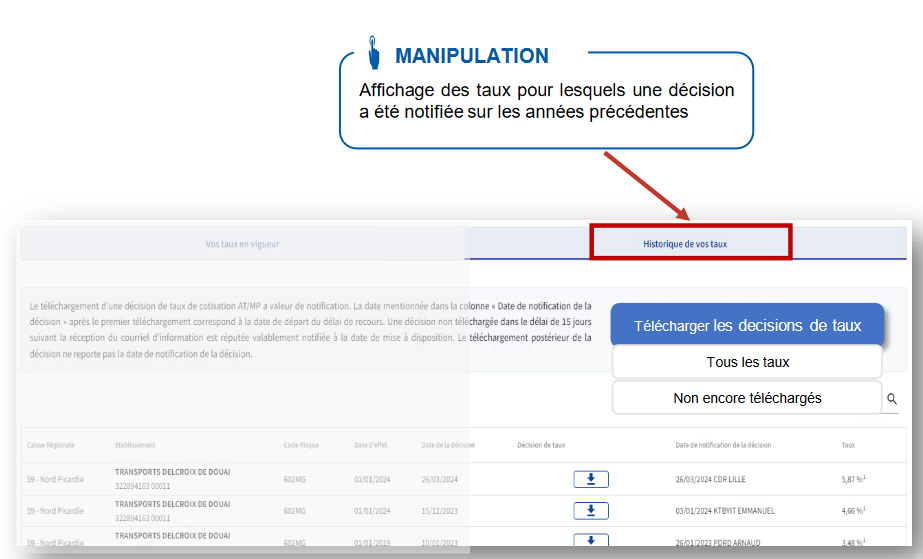 MANIPULATION
Affichage des taux pour lesquels une décision
a été notifiée sur les années précédentes
Vos taux en vigueur
Historique de vos taux
Le téléchargement d'une décision de taux de cotisation AT/MP a valeur de notification. La date mentionnée dans la colonne « Date de notification de la
décision » après le premier téléchargement correspond à la date de départ du délai de recours. Une décision non téléchargée dans le délai de 15 jours
suivant la réception du courriel d'information est réputée valablement notifiée à la date de mise à disposition. Le téléchargement postérieur de la
décision ne reporte pas la date de notification de la décision.
Télécharger les decisions de taux
Tous les taux
Non encore téléchargés
Caisse Régionale Etablissement Code Risque Date d'effet Date de la décision Décision de taux Date de notification de la décision Taux
59 - Nord Picardie TRANSPORTS DELCROIX DE DOUAI 602MG 01/01/2024 26/03/2024 26/03/2024 CDR LILLE 5,87 %¹
322894163 00011
59 - Nord Picardie TRANSPORTS DELCROIX DE DOUAI 602MG 01/01/2024 15/12/2023 03/01/2024 KTBYIT EMMANUEL 4,66 %¹
322894163 00011
59 - Nord Picardie TRANSPORTS DELCROIX DE DOUAI 602MG 01/01/2019 10/01/2023 26/01/2023 PDRD ARNAUD 3,48 %¹